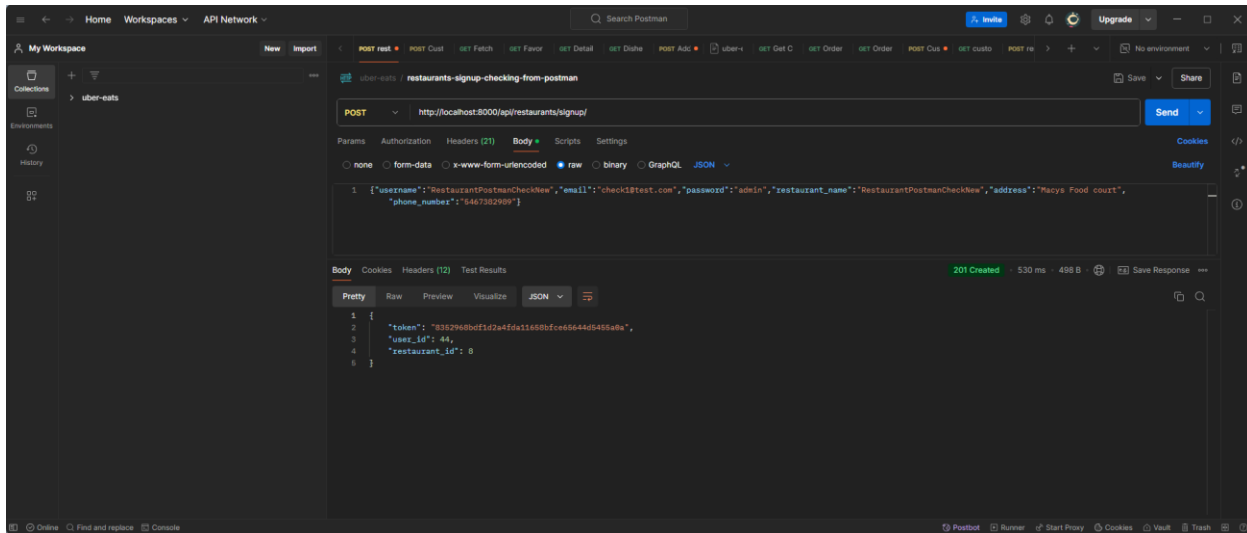 Home Workspaces API Network Search Postman Invite Upgrade
My Workspace New Import POST rest POST Cust GET Fetch GET Favor GET Detail GET Dishe POST Adc uber-e GET Get C GET Order GET Order POST Cus GET custo POST re No environment
Collections
Environments
History
uber-eats
uber-eats / restaurants-signup-checking-from-postman Save Share
POST http://localhost:8000/api/restaurants/signup/ Send
Params Authorization Headers (21) Body Scripts Settings Cookies
none form-data x-www-form-urlencoded raw binary GraphQL JSON Beautify
1 {"username":"RestaurantPostmanCheckNew","email":"check1@test.com","password":"admin","restaurant_name":"RestaurantPostmanCheckNew","address":"Macys Food court",
"phone_number":"5467382989"}
Body Cookies Headers (12) Test Results 201 Created 530 ms 498 B Save Response
Pretty Raw Preview Visualize JSON
1 {
2 "token": "8352968bdf1d2a4fda11658bfce65644d5455a0a",
3 "user_id": 44,
4 "restaurant_id": 8
5 }
Online Find and replace Console Postbot Runner Start Proxy Cookies Vault Trash